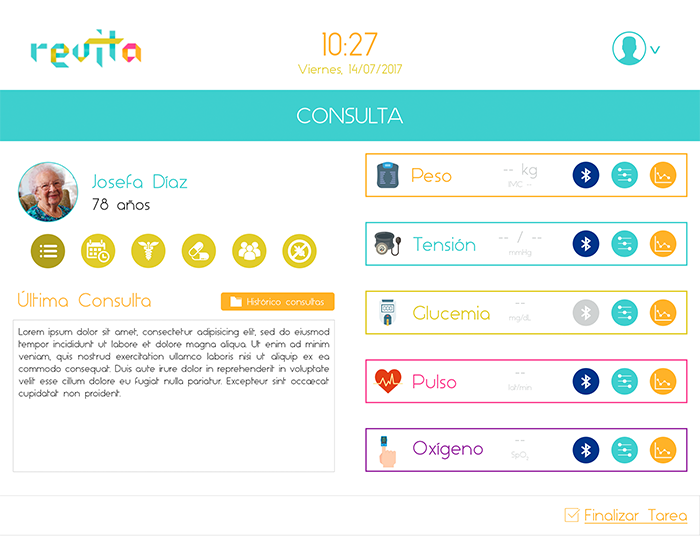 revita
10:27
Viernes, 14/07/2017
CONSULTA
Josefa Díaz
78 años
Última Consulta
Histórico consultas
Lorem ipsum dolor sit amet, consectetur adipisicing elit, sed do eiusmod
tempor incididunt ut labore et dolore magna aliqua. Ut enim ad minim
veniam, quis nostrud exercitation ullamco laboris nisi ut aliquip ex ea
commodo consequat. Duis aute irure dolor in reprehenderit in voluptate
velit esse cillum dolore eu fugiat nulla pariatur. Excepteur sint occaecat
cupidatat non proident.
Peso
-- kg
IMC --
Tensión
-- / --
mmHg
Glucemia
--
mg/dL
Pulso
--
lat/min
Oxígeno
--
SpO₂
Finalizar Tarea